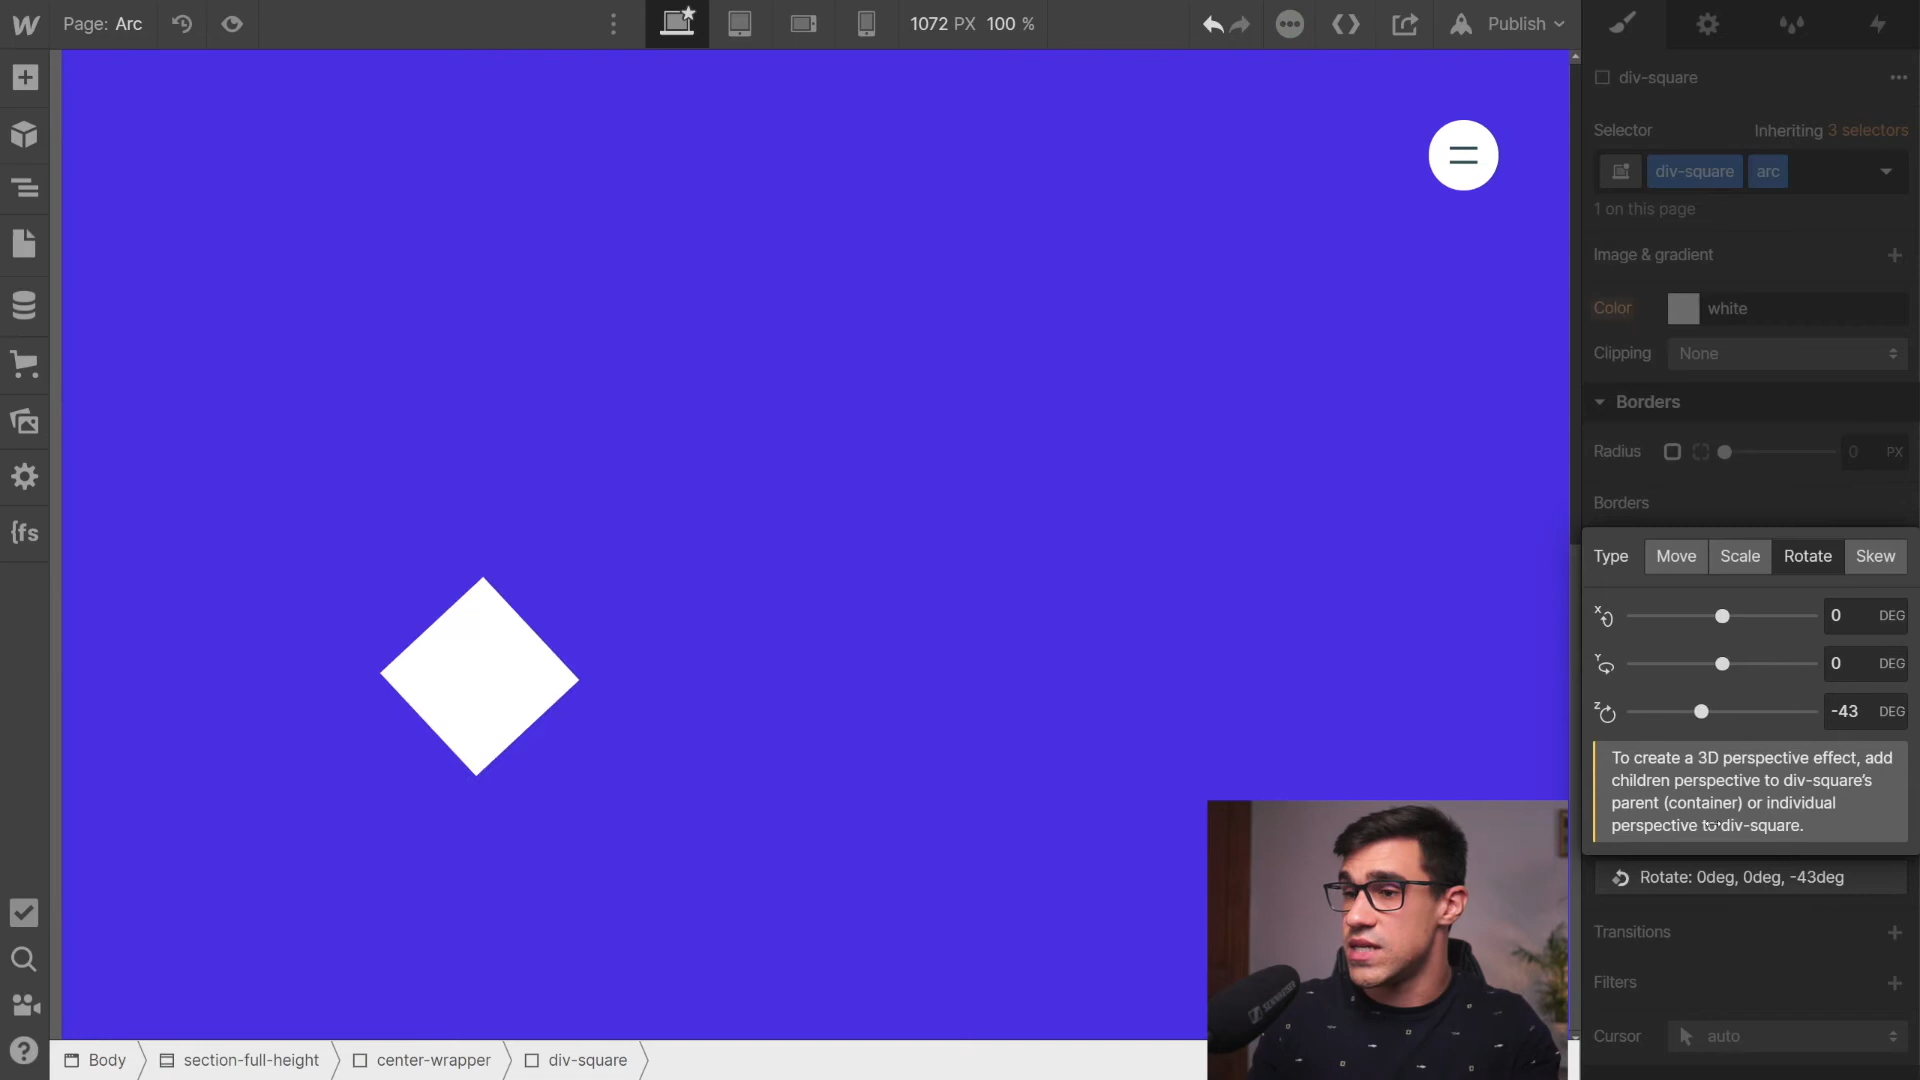 Page: Arc
1072 PX 100 %
Publish
div-square
Selector
Inheriting 3 selectors
div-square
arc
1 on this page
Image & gradient
Color
white
Clipping
None
Borders
Radius
0
PX
Borders
Type
Move
Scale
Rotate
Skew
X
0
DEG
Y
0
DEG
Z
-43
DEG
To create a 3D perspective effect, add
children perspective to div-square's
parent (container) or individual
perspective to div-square.
Rotate: 0deg, 0deg, -43deg
Transitions
Filters
Cursor
auto
{fs
SENNHEISER
Body
section-full-height
center-wrapper
div-square